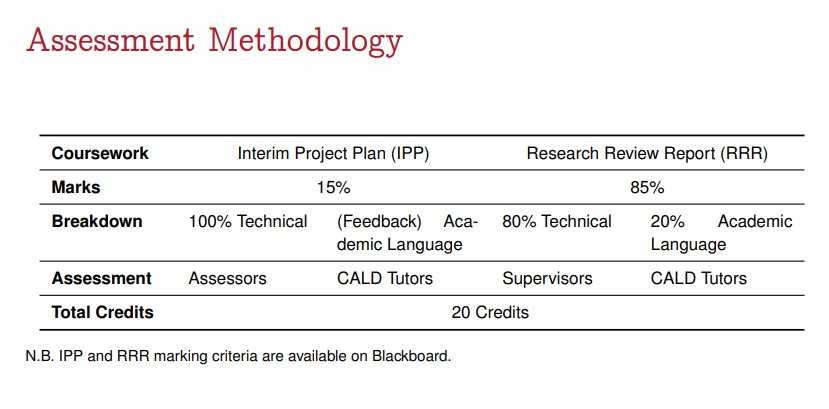 Assessment Methodology
Coursework Interim Project Plan (IPP) Research Review Report (RRR)
Marks 15% 85%
Breakdown 100% Technical (Feedback) Aca- 80% Technical 20% Academic
demic Language Language
Assessment Assessors CALD Tutors Supervisors CALD Tutors
Total Credits 20 Credits
N.B. IPP and RRR marking criteria are available on Blackboard.